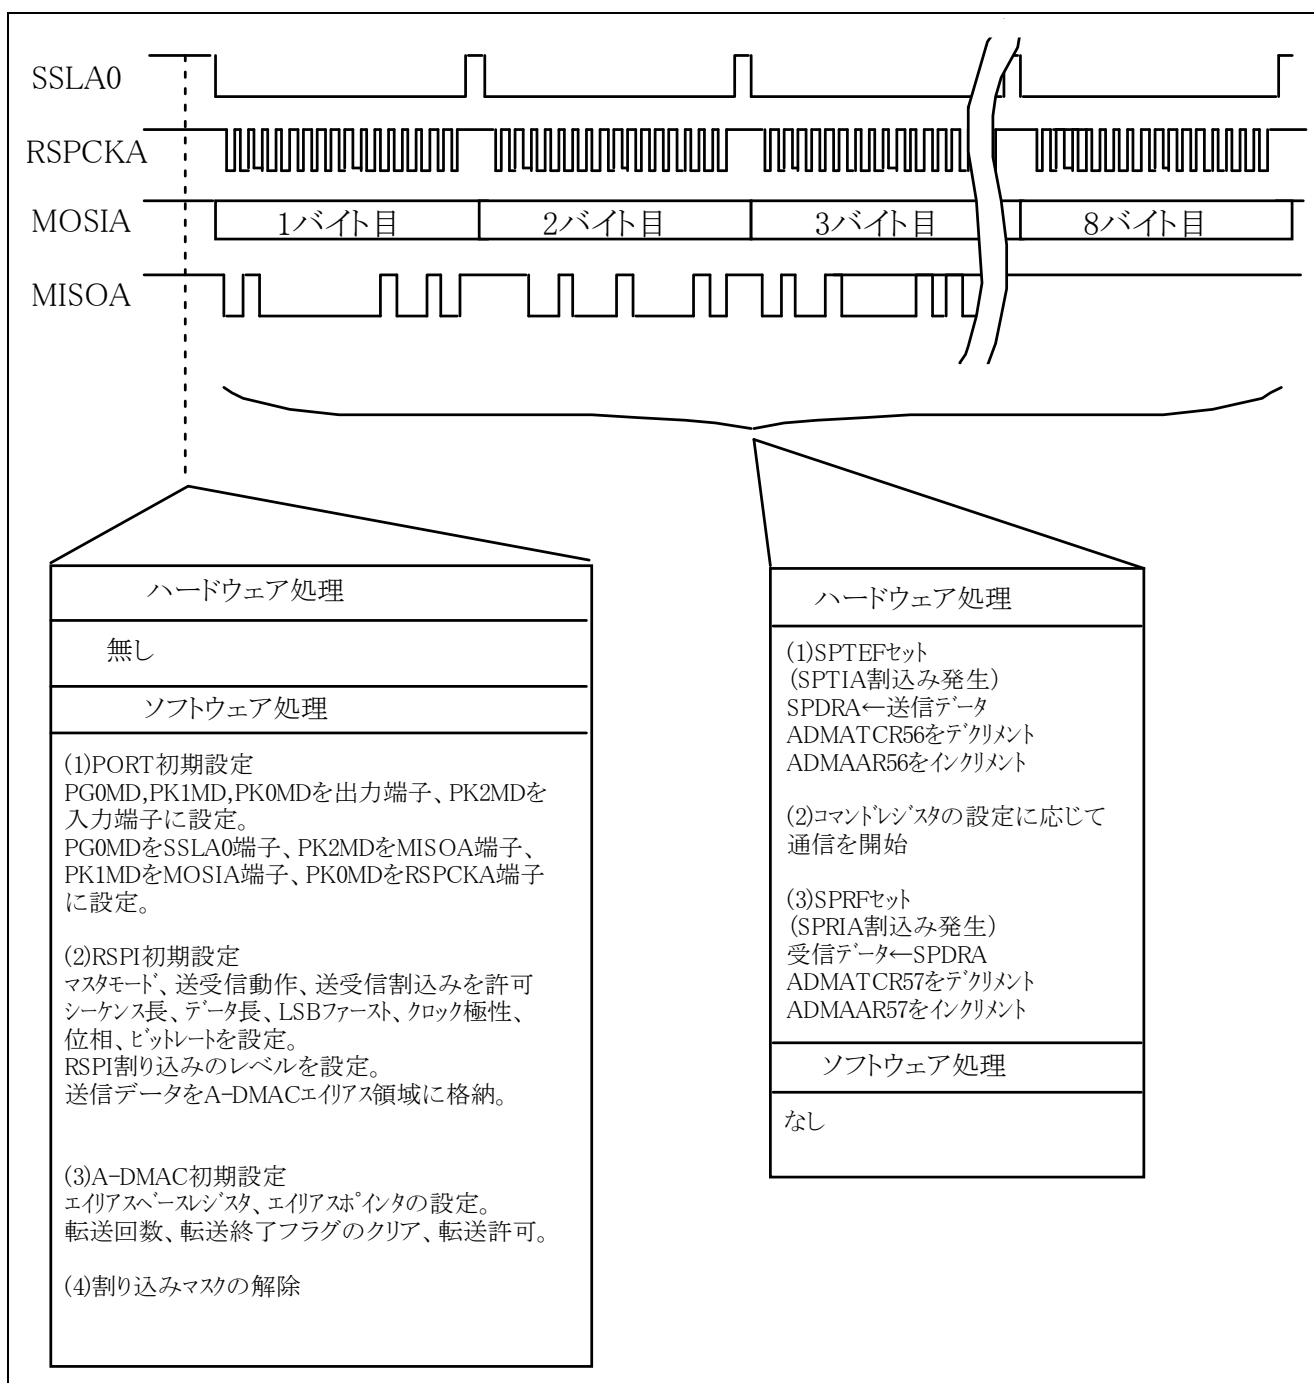 SSLA0
RSPCKA
MOSIA
1バイト目
2バイト目
3バイト目
8バイト目
MISOA
ハードウェア処理
無し
ソフトウェア処理
(1)PORT初期設定
PG0MD,PK1MD,PK0MDを出力端子、PK2MDを
入力端子に設定。
PG0MDをSSLA0端子、PK2MDをMISOA端子、
PK1MDをMOSIA端子、PK0MDをRSPCKA端子
に設定。
(2)RSPI初期設定
ﾏｽﾀﾓｰﾄﾞ、送受信動作、送受信割込みを許可
ｼｰｹﾝｽ長、ﾃﾞｰﾀ長、LSBﾌｧｰｽﾄ、ｸﾛｯｸ極性、
位相、ﾋﾞｯﾄﾚｰﾄを設定。
RSPI割り込みのレベルを設定。
送信データをA-DMACｴｲﾘｱｽ領域に格納。
(3)A-DMAC初期設定
ｴｲﾘｱｽﾍﾞｰｽﾚｼﾞｽﾀ、ｴｲﾘｱｽﾎﾟｲﾝﾀの設定。
転送回数、転送終了フラグのクリア、転送許可。
(4)割り込みﾏｽｸの解除
ハードウェア処理
(1)SPTEFｾｯﾄ
(SPTIA割込み発生)
SPDRA←送信ﾃﾞｰﾀ
ADMATCR56をﾃﾞｸﾘﾒﾝﾄ
ADMAAR56をｲﾝｸﾘﾒﾝﾄ
(2)ｺﾏﾝﾄﾞﾚｼﾞｽﾀの設定に応じて
通信を開始
(3)SPRFｾｯﾄ
(SPRIA割込み発生)
受信ﾃﾞｰﾀ←SPDRA
ADMATCR57をﾃﾞｸﾘﾒﾝﾄ
ADMAAR57をｲﾝｸﾘﾒﾝﾄ
ソフトウェア処理
なし